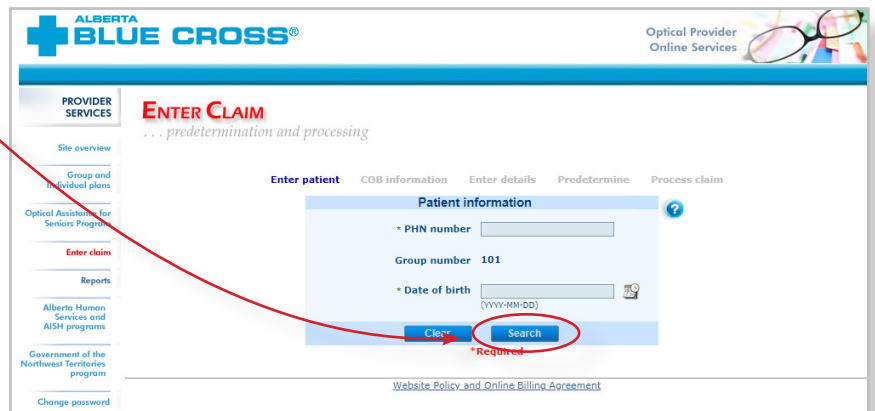 ALBERTA
BLUE CROSS®
Optical Provider
Online Services
PROVIDER
SERVICES
Site overview
Group and
Individual plans
Optical Assistance for
Seniors Program
Enter claim
Reports
Alberta Human
Services and
AISH programs
Government of the
Northwest Territories
program
Change password
ENTER CLAIM
. . . predetermination and processing
Enter patient COB information Enter details Predetermine Process claim
Patient information
?
* PHN number
Group number 101
* Date of birth
(YYYY-MM-DD)
Clear Search
*Required
Website Policy and Online Billing Agreement